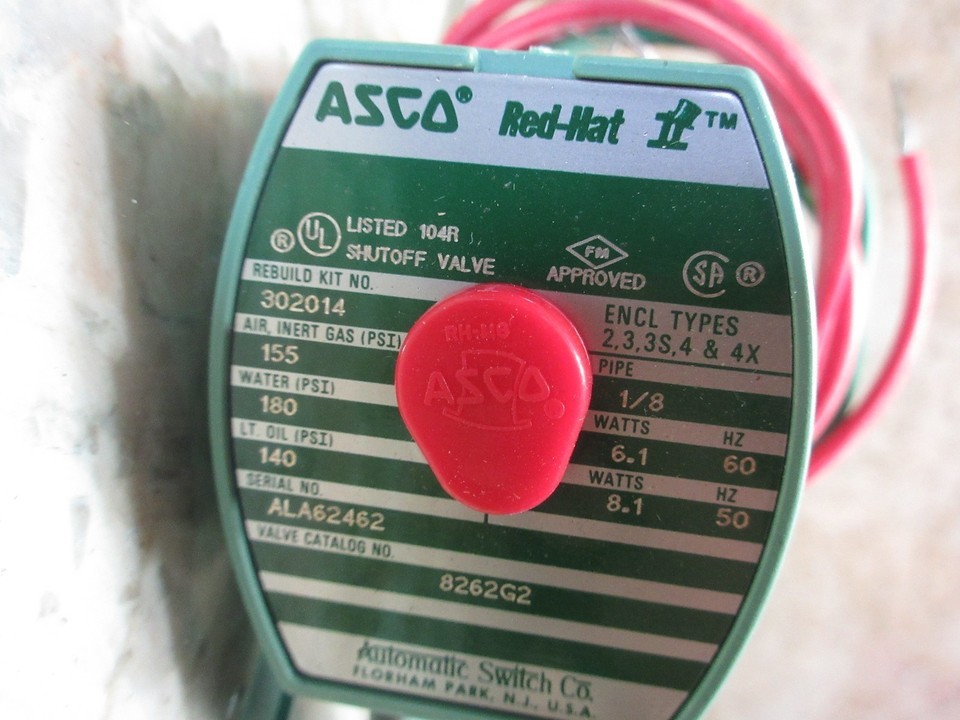 ASCO® Red-Hat II™
® UL LISTED 104R
SHUTOFF VALVE
FM
APPROVED
SA ®
REBUILD KIT NO.
302014
AIR, INERT GAS (PSI)
155
WATER (PSI)
180
LT. OIL (PSI)
140
SERIAL NO.
ALA62462
VALVE CATALOG NO.
8262G2
ASCO
ENCL TYPES
2,3,3S,4 & 4X
PIPE
1/8
WATTS HZ
6.1 60
WATTS HZ
8.1 50
Automatic Switch Co.
FLORHAM PARK, N.J., U.S.A.